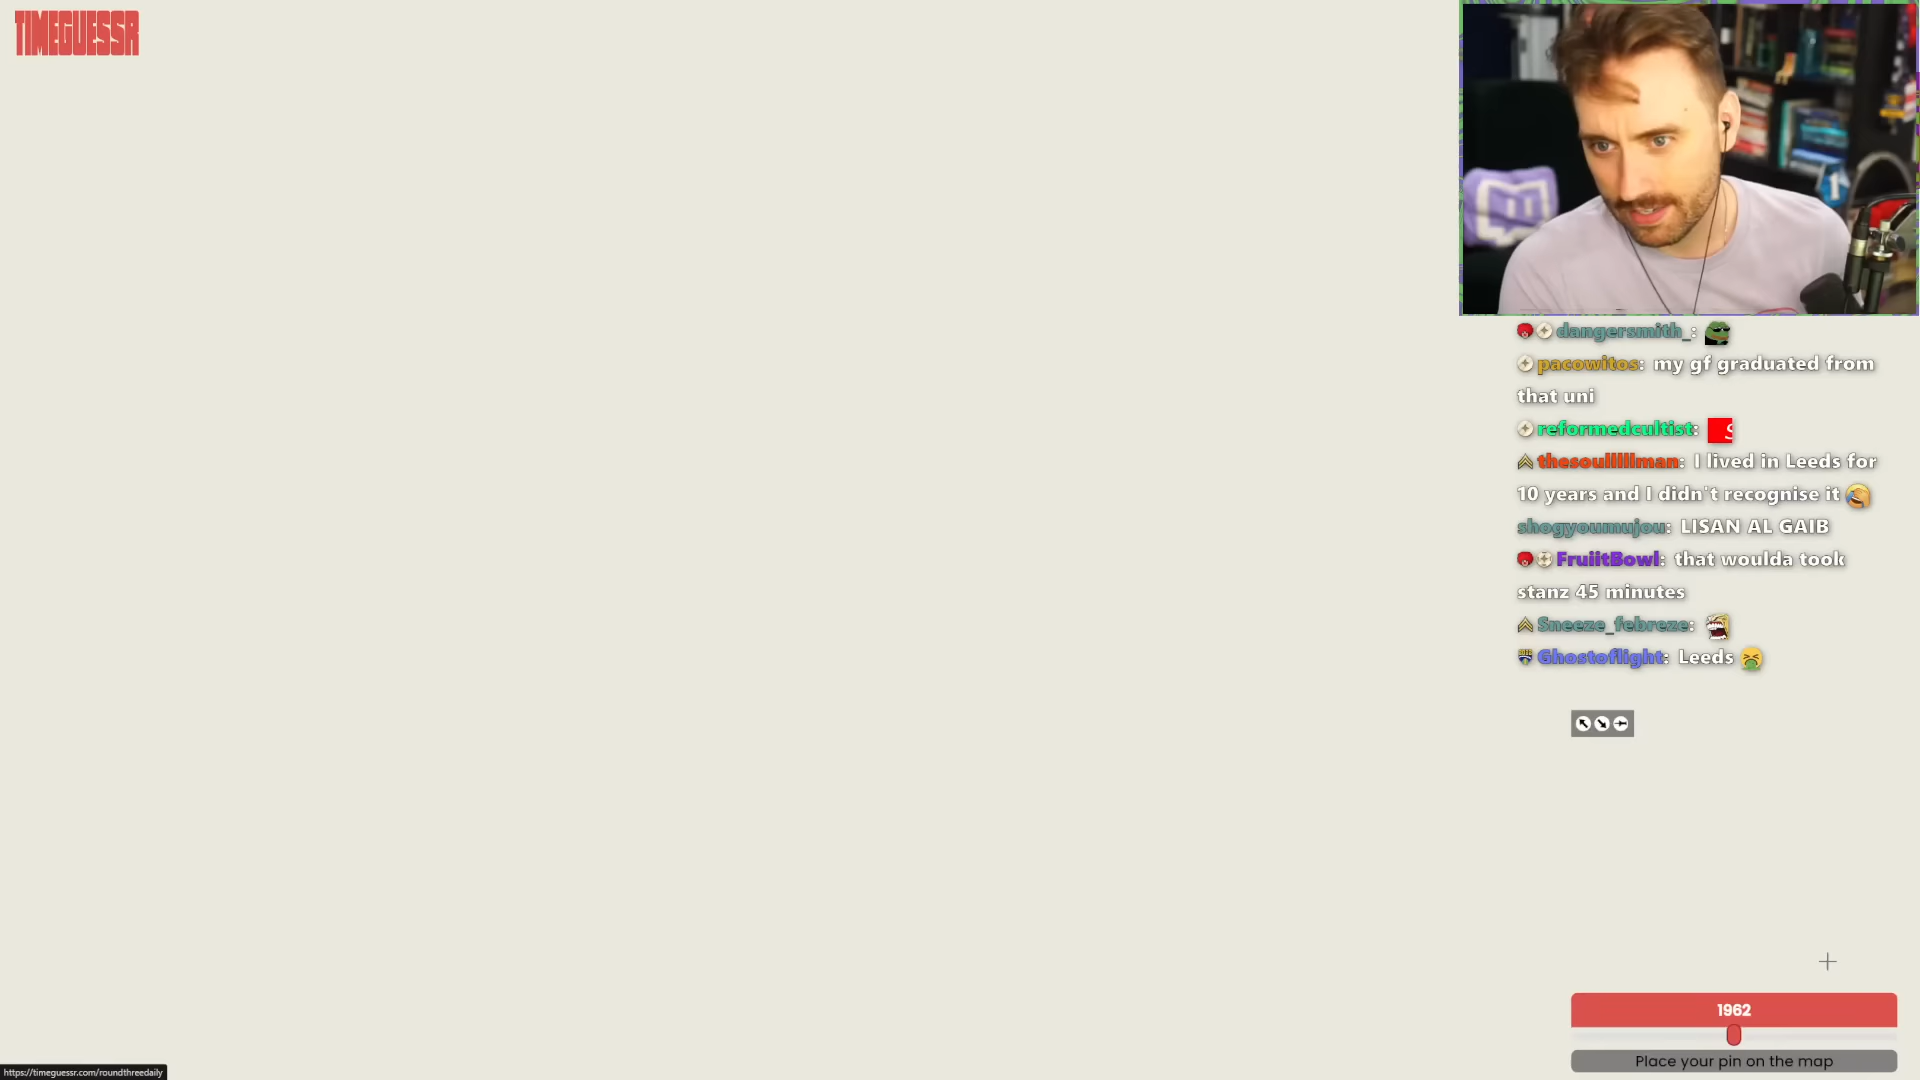 TIMEGUESSR
dangersmith_:
pacowitos: my gf graduated from
that uni
reformedcultist: S
thesoulllllman: I lived in Leeds for
10 years and I didn't recognise it
shogyoumujou: LISAN AL GAIB
FruiitBowl: that woulda took
stanz 45 minutes
Sneeze_febreze:
Ghostoflight: Leeds
1962
Place your pin on the map
https://timeguessr.com/roundthreedaily